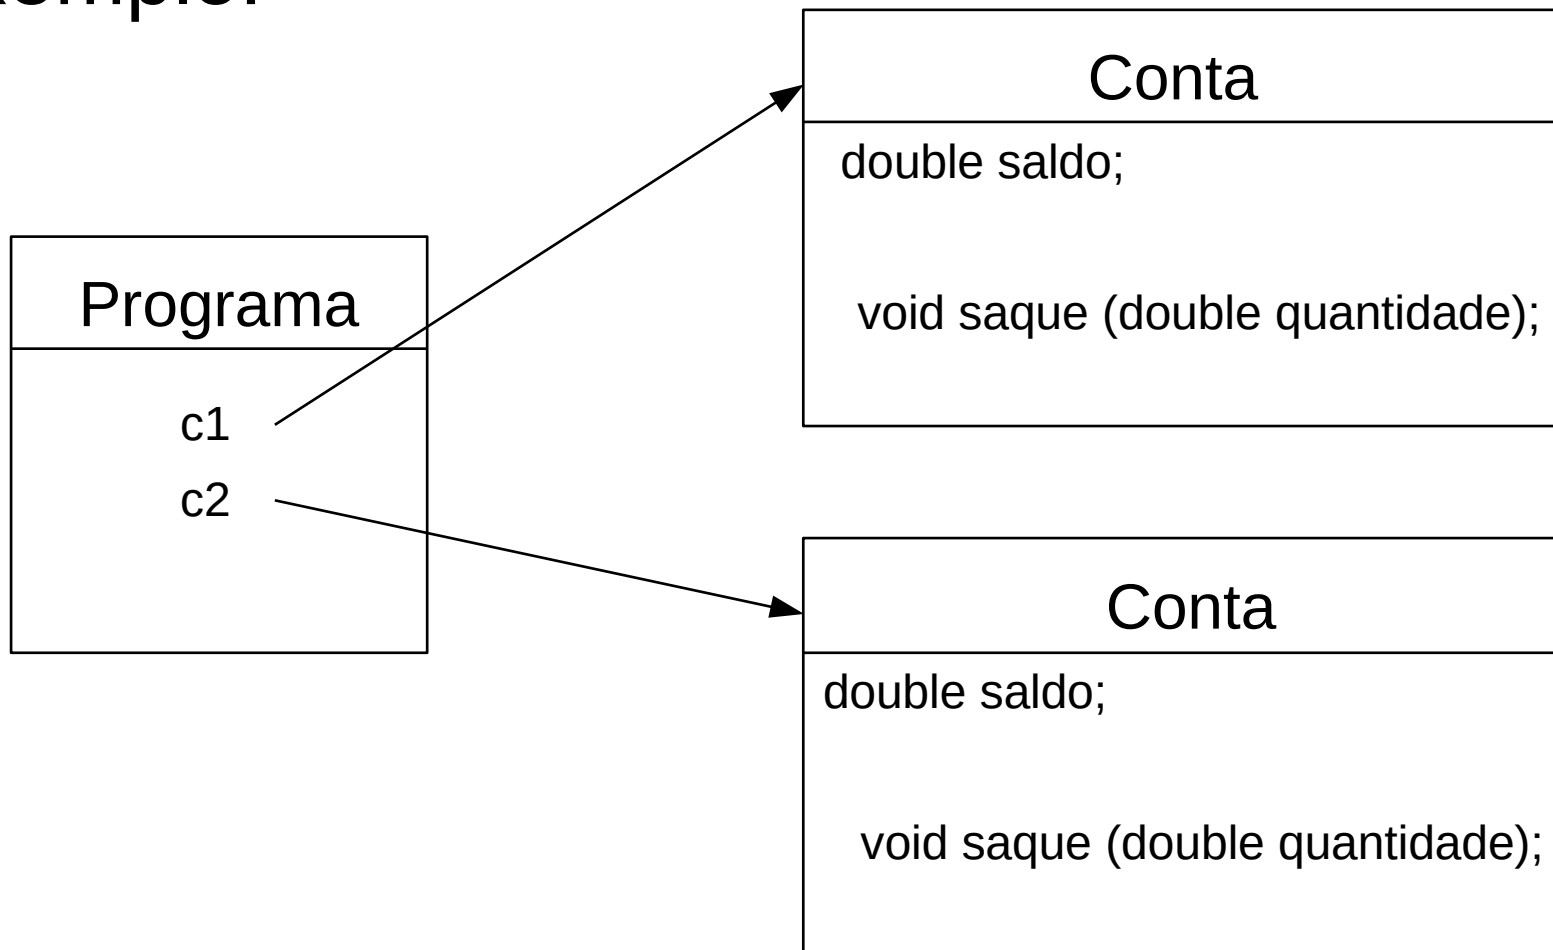 Conta
double saldo;
void saque (double quantidade);
Programa
c1
c2
Conta
double saldo;
void saque (double quantidade);